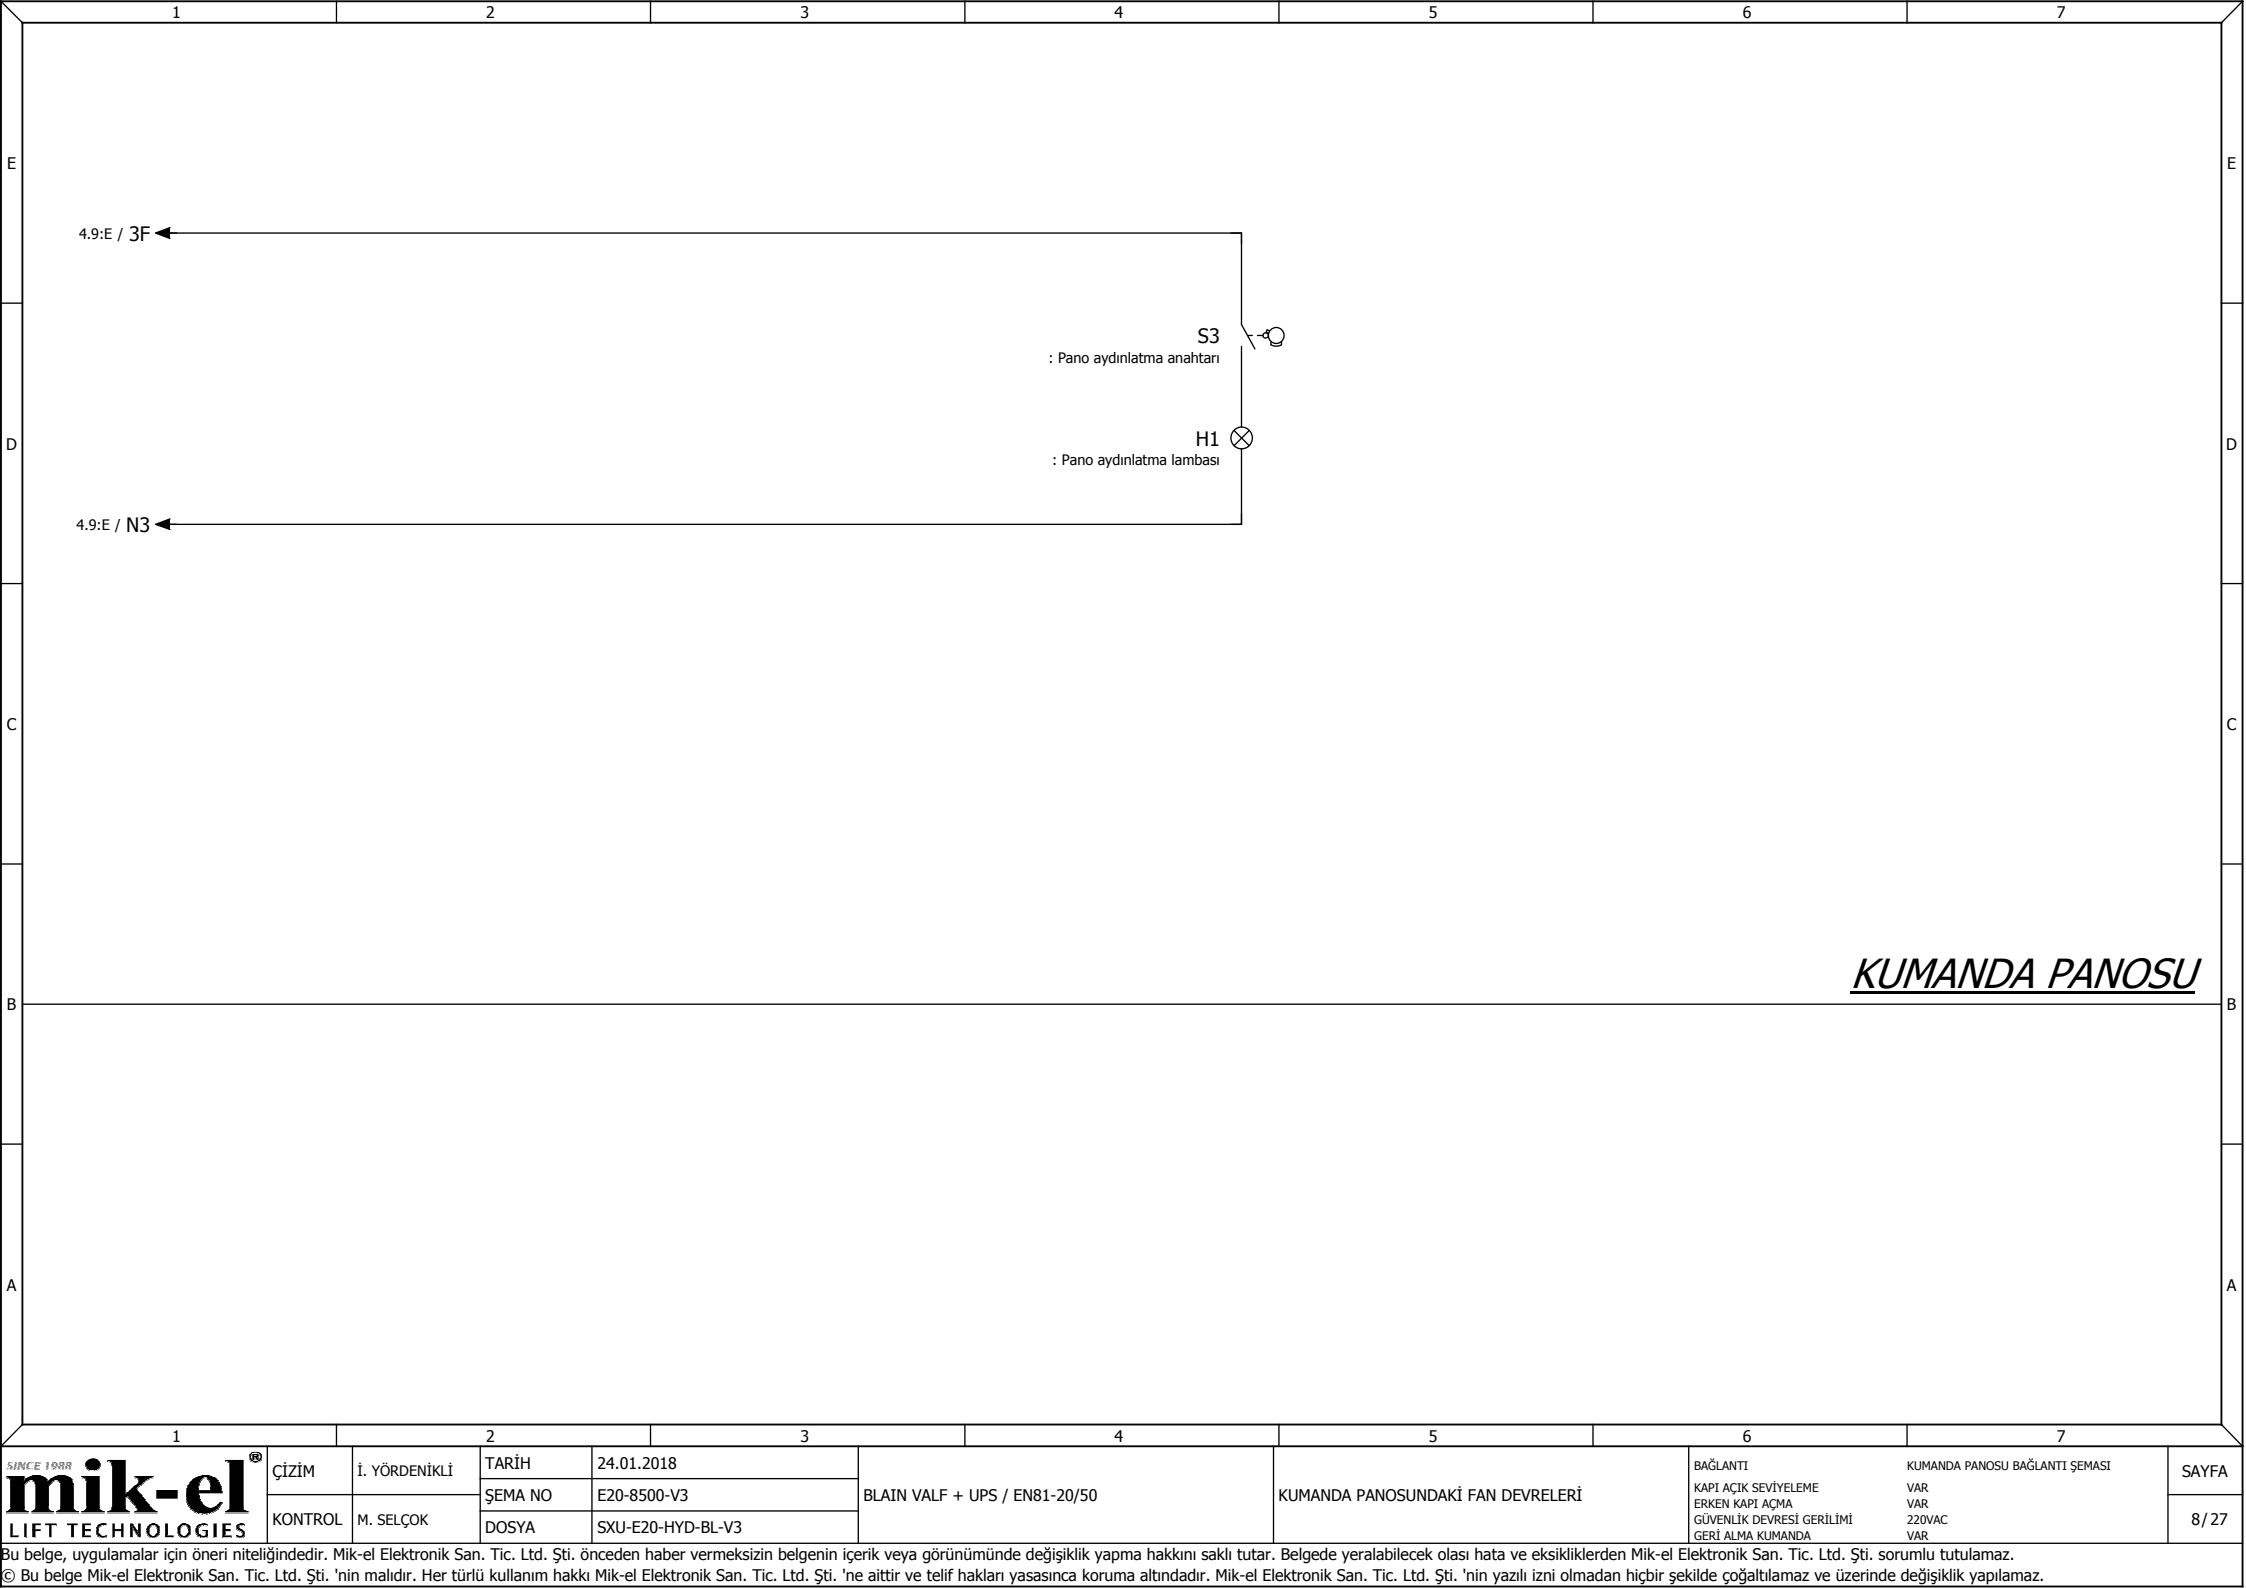 1 2 3 4 5 6 7
E E
4.9:E / 3F
S3
: Pano aydınlatma anahtarı
D D
H1
: Pano aydınlatma lambası
4.9:E / N3
C C
KUMANDA PANOSU
B B
A A
1 2 3 4 5 6 7
SINCE 1988
mik-el®
LIFT TECHNOLOGIES
ÇİZİM İ. YÖRDENİKLİ
KONTROL M. SELÇOK
TARİH 24.01.2018
ŞEMA NO E20-8500-V3
DOSYA SXU-E20-HYD-BL-V3
BLAIN VALF + UPS / EN81-20/50
KUMANDA PANOSUNDAKİ FAN DEVRELERİ
BAĞLANTI KUMANDA PANOSU BAĞLANTI ŞEMASI
KAPI AÇIK SEVİYELEME VAR
ERKEN KAPI AÇMA VAR
GÜVENLİK DEVRESİ GERİLİMİ 220VAC
GERİ ALMA KUMANDA VAR
SAYFA
8/27
Bu belge, uygulamalar için öneri niteliğindedir. Mik-el Elektronik San. Tic. Ltd. Şti. önceden haber vermeksizin belgenin içerik veya görünümünde değişiklik yapma hakkını saklı tutar. Belgede yeralabilecek olası hata ve eksikliklerden Mik-el Elektronik San. Tic. Ltd. Şti. sorumlu tutulamaz.
© Bu belge Mik-el Elektronik San. Tic. Ltd. Şti. 'nin malıdır. Her türlü kullanım hakkı Mik-el Elektronik San. Tic. Ltd. Şti. 'ne aittir ve telif hakları yasasınca koruma altındadır. Mik-el Elektronik San. Tic. Ltd. Şti. 'nin yazılı izni olmadan hiçbir şekilde çoğaltılamaz ve üzerinde değişiklik yapılamaz.